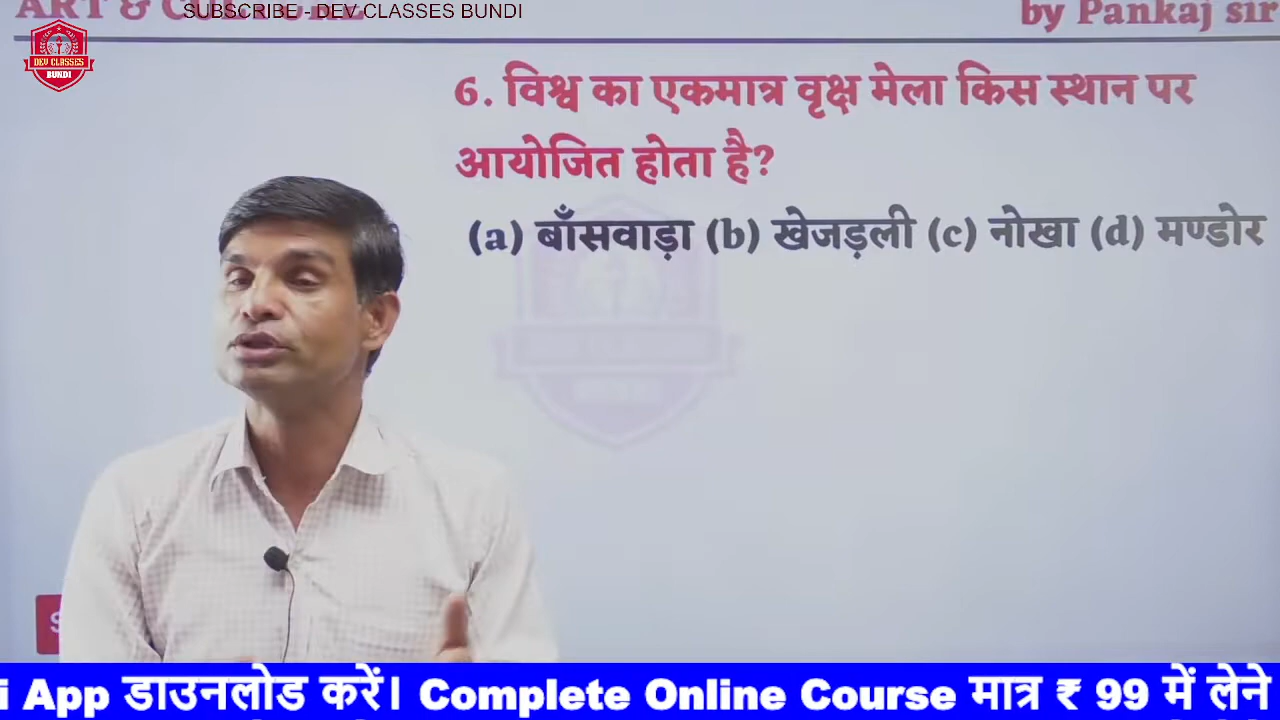 ART &
SUBSCRIBE - DEV CLASSES BUNDI
by Pankaj sir
DEV CLASSES
BUNDI
6. विश्व का एकमात्र वृक्ष मेला किस स्थान पर
आयोजित होता है?
(a) बाँसवाड़ा (b) खेजड़ली (c) नोखा (d) मण्डोर
App डाउनलोड करें। Complete Online Course मात्र ₹ 99 में लेने